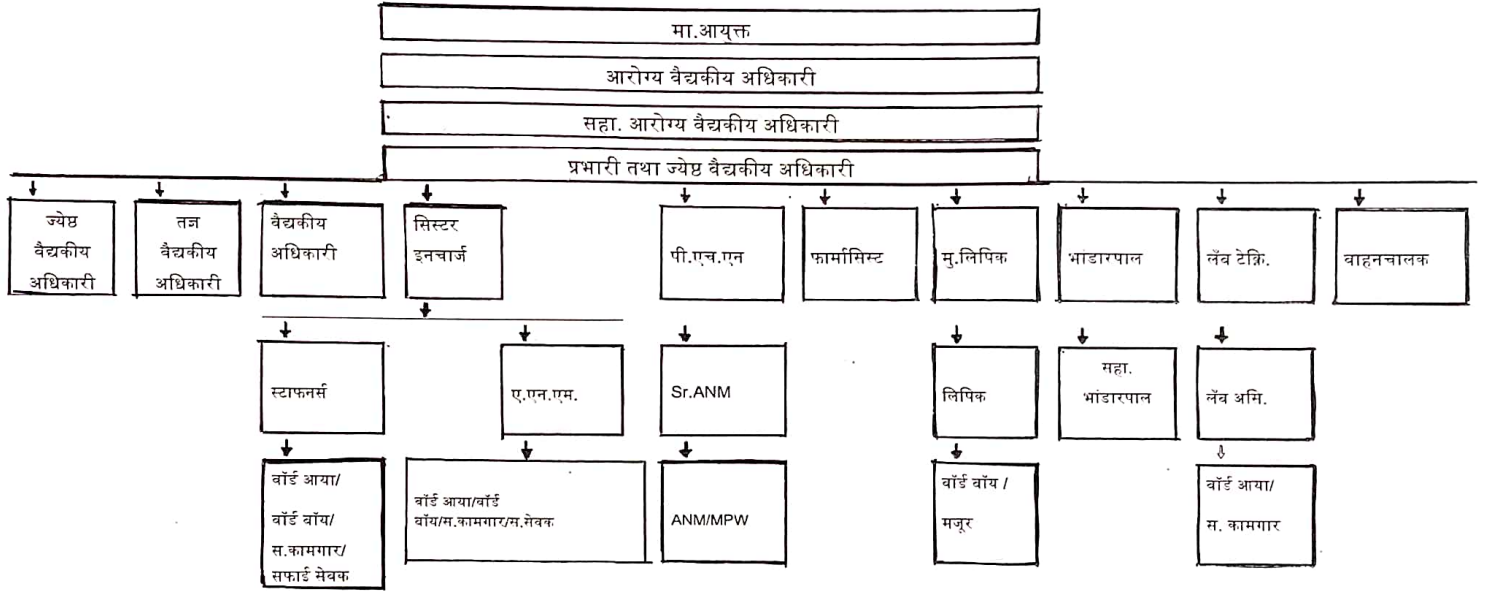 मा.आयुक्त
आरोग्य वैद्यकीय अधिकारी
सहा. आरोग्य वैद्यकीय अधिकारी
प्रभारी तथा ज्येष्ठ वैद्यकीय अधिकारी
ज्येष्ठ
वैद्यकीय
अधिकारी
तज्ञ
वैद्यकीय
अधिकारी
वैद्यकीय
अधिकारी
सिस्टर
इनचार्ज
पी.एच.एन
फार्मासिस्ट
मु.लिपिक
भांडारपाल
लॅब टेक्नि.
वाहनचालक
स्टाफनर्स
ए.एन.एम.
Sr.ANM
लिपिक
सहा.
भांडारपाल
लॅब असि.
वॉर्ड आया/
वॉर्ड बॉय/
स.कामगार/
सफाई सेवक
वॉर्ड आया/वॉर्ड
बॉय/स.कामगार/स.सेवक
ANM/MPW
वॉर्ड बॉय /
मजूर
वॉर्ड आया/
स. कामगार